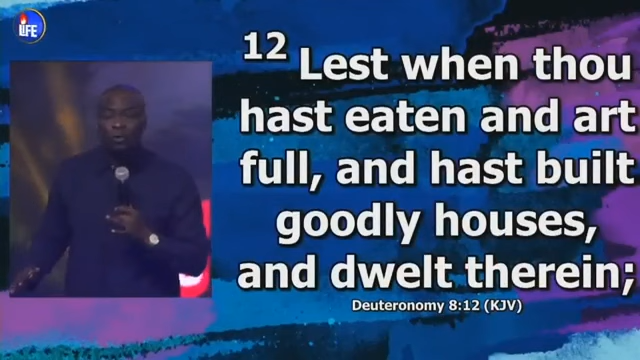 LIFE
12 Lest when thou
hast eaten and art
full, and hast built
goodly houses,
and dwelt therein;
Deuteronomy 8:12 (KJV)